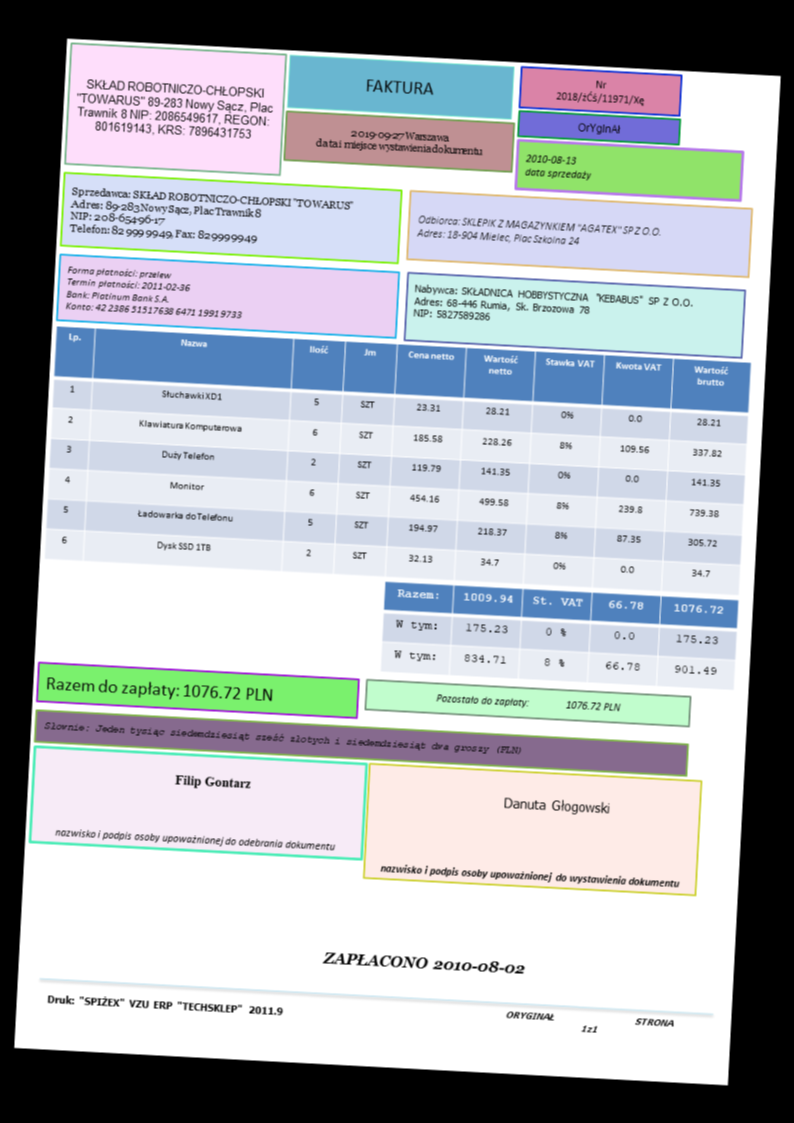 SKŁAD ROBOTNICZO-CHŁOPSKI
"TOWARUS" 89-283 Nowy Sącz, Plac
Trawnik 8 NIP: 2086549617, REGON:
801619143, KRS: 7896431753
FAKTURA
2019-09-27 Warszawa
data i miejsce wystawienia dokumentu
Nr
2018/żĆś/11971/Xę
OrYgInAł
2010-08-13
data sprzedaży
Sprzedawca: SKŁAD ROBOTNICZO-CHŁOPSKI "TOWARUS"
Adres: 89-283 Nowy Sącz, Plac Trawnik 8
NIP: 208-654-96-17
Telefon: 82 999 99 49, Fax: 82 999 99 49
Odbiorca: SKLEPIK Z MAGAZYNKIEM "AGATEX" SP Z O.O.
Adres: 18-904 Mielec, Plac Szkolna 24
Forma płatności: przelew
Termin płatności: 2011-02-36
Bank: Platinum Bank S.A.
Konto: 42 2386 5151 7638 6471 1991 9733
Nabywca: SKŁADNICA HOBBYSTYCZNA "KEBABUS" SP Z O.O.
Adres: 68-446 Rumia, Sk. Brzozowa 78
NIP: 5827589286
Lp. Nazwa Ilość Jm Cena netto Wartość netto Stawka VAT Kwota VAT Wartość brutto
1 Słuchawki XD1 5 SZT 23.31 28.21 0% 0.0 28.21
2 Klawiatura Komputerowa 6 SZT 185.58 228.26 8% 109.56 337.82
3 Duży Telefon 2 SZT 119.79 141.35 0% 0.0 141.35
4 Monitor 6 SZT 454.16 499.58 8% 239.8 739.38
5 Ładowarka do Telefonu 5 SZT 194.97 218.37 8% 87.35 305.72
6 Dysk SSD 1TB 2 SZT 32.13 34.7 0% 0.0 34.7
Razem: 1009.94 St. VAT 66.78 1076.72
W tym: 175.23 0 % 0.0 175.23
W tym: 834.71 8 % 66.78 901.49
Razem do zapłaty: 1076.72 PLN
Pozostało do zapłaty: 1076.72 PLN
Słownie: Jeden tysiąc siedemdziesiąt sześć złotych i siedemdziesiąt dwa groszy (PLN)
Filip Gontarz
nazwisko i podpis osoby upoważnionej do odebrania dokumentu
Danuta Głogowski
nazwisko i podpis osoby upoważnionej do wystawienia dokumentu
ZAPŁACONO 2010-08-02
Druk: "SPIŻEX" VZU ERP "TECHSKLEP" 2011.9
ORYGINAŁ STRONA
1z1